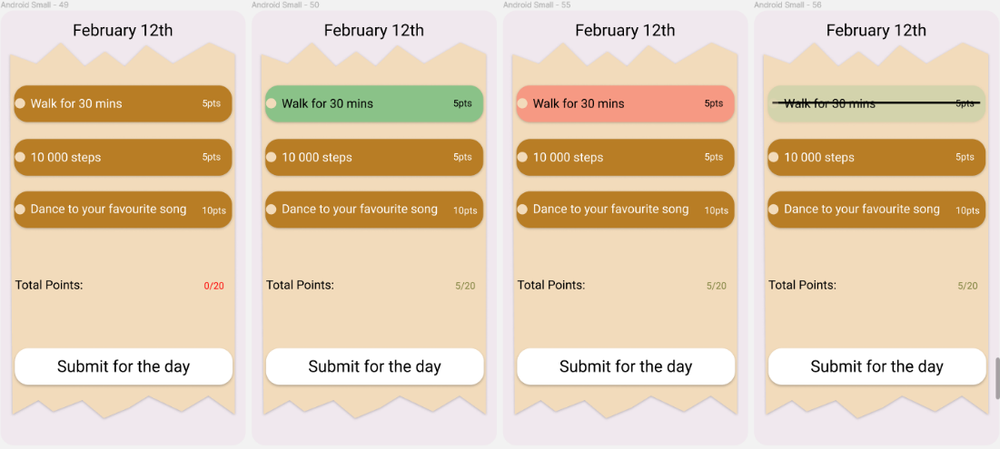 Android Small - 49
February 12th
Walk for 30 mins 5pts
10 000 steps 5pts
Dance to your favourite song 10pts
Total Points: 0/20
Submit for the day
Android Small - 50
February 12th
Walk for 30 mins 5pts
10 000 steps 5pts
Dance to your favourite song 10pts
Total Points: 5/20
Submit for the day
Android Small - 55
February 12th
Walk for 30 mins 5pts
10 000 steps 5pts
Dance to your favourite song 10pts
Total Points: 5/20
Submit for the day
Android Small - 56
February 12th
Walk for 30 mins 5pts
10 000 steps 5pts
Dance to your favourite song 10pts
Total Points: 5/20
Submit for the day